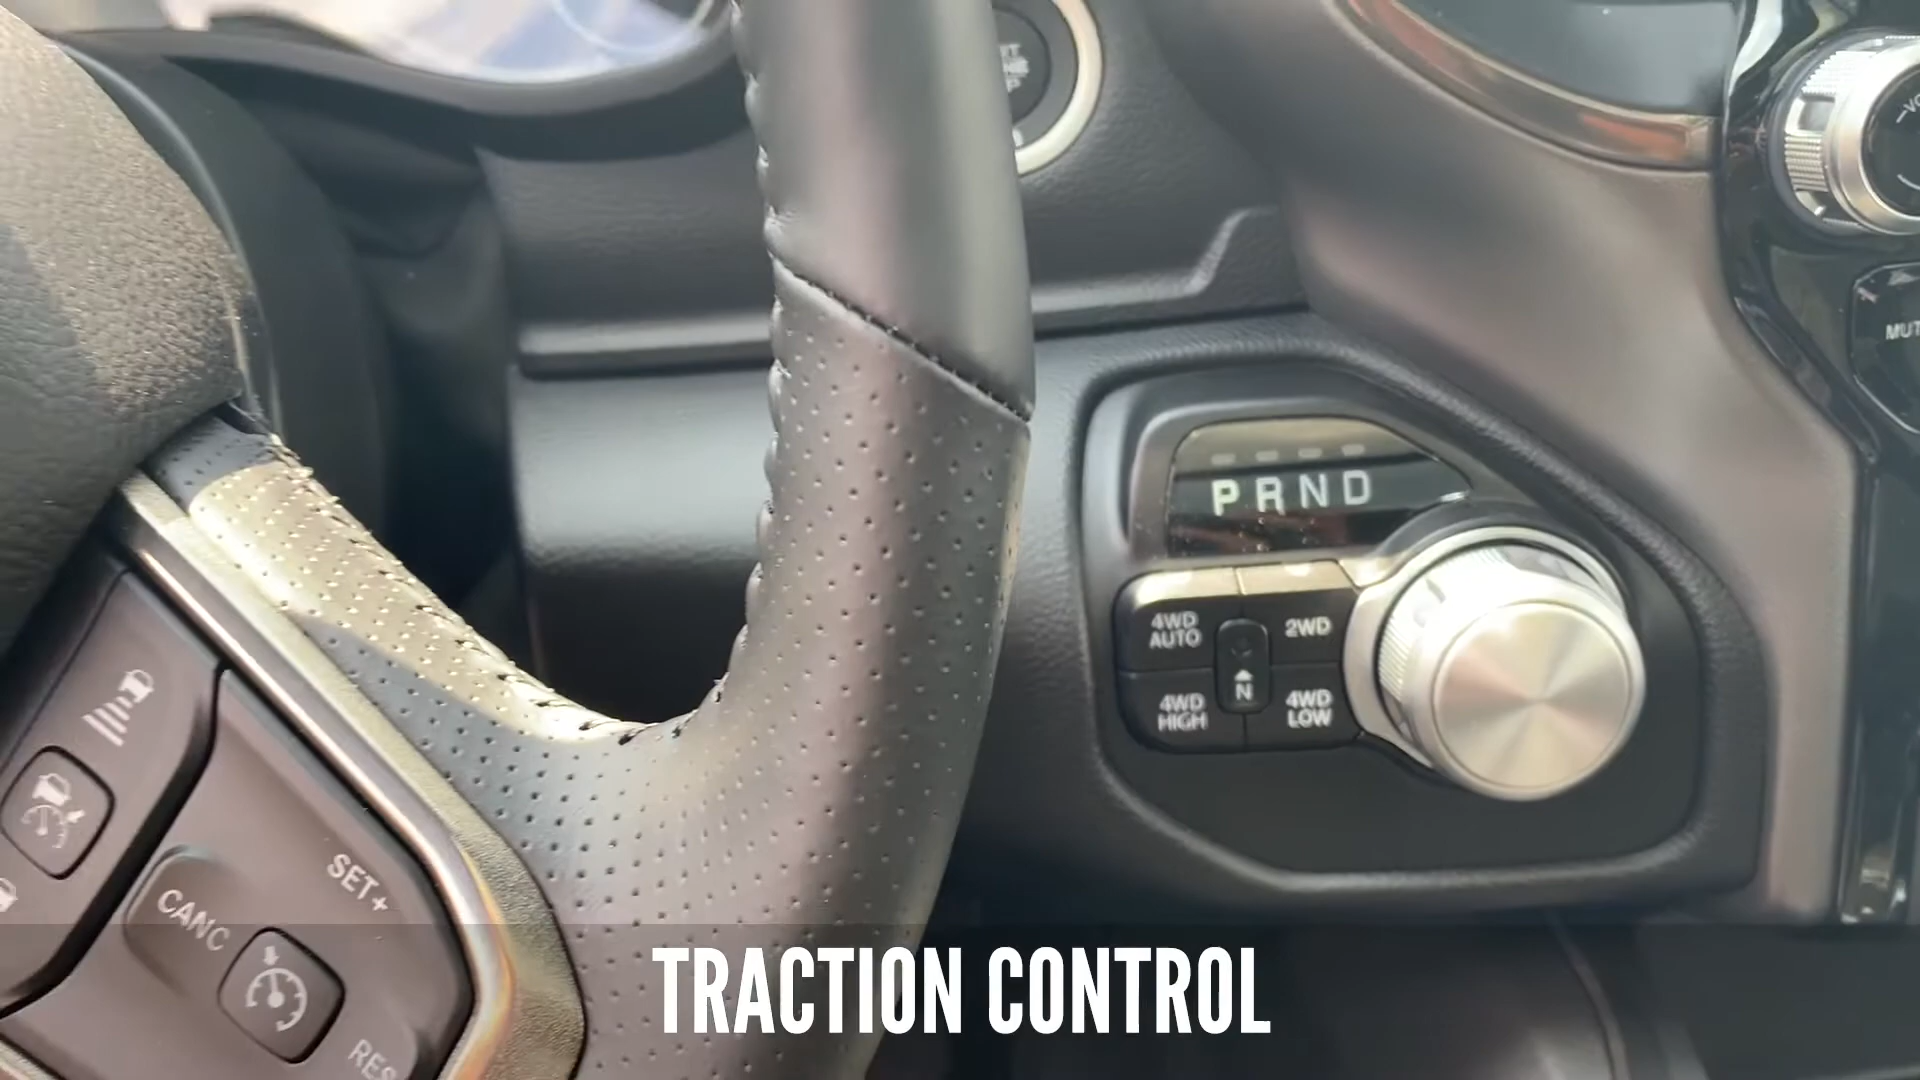 PRND
4WD
AUTO
2WD
N
4WD
HIGH
4WD
LOW
SET+
CANC
RES
TRACTION CONTROL